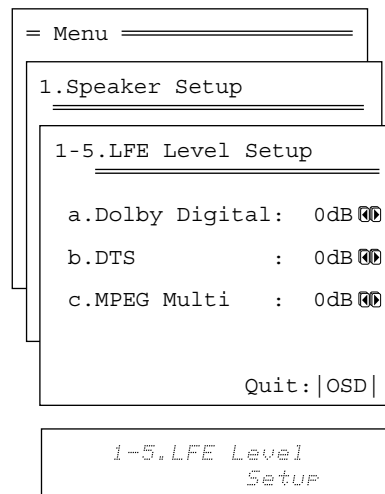 = Menu
1.Speaker Setup
1-5.LFE Level Setup
a.Dolby Digital: 0dB
b.DTS : 0dB
c.MPEG Multi : 0dB
Quit:|OSD|
1-5.LFE Level
Setup